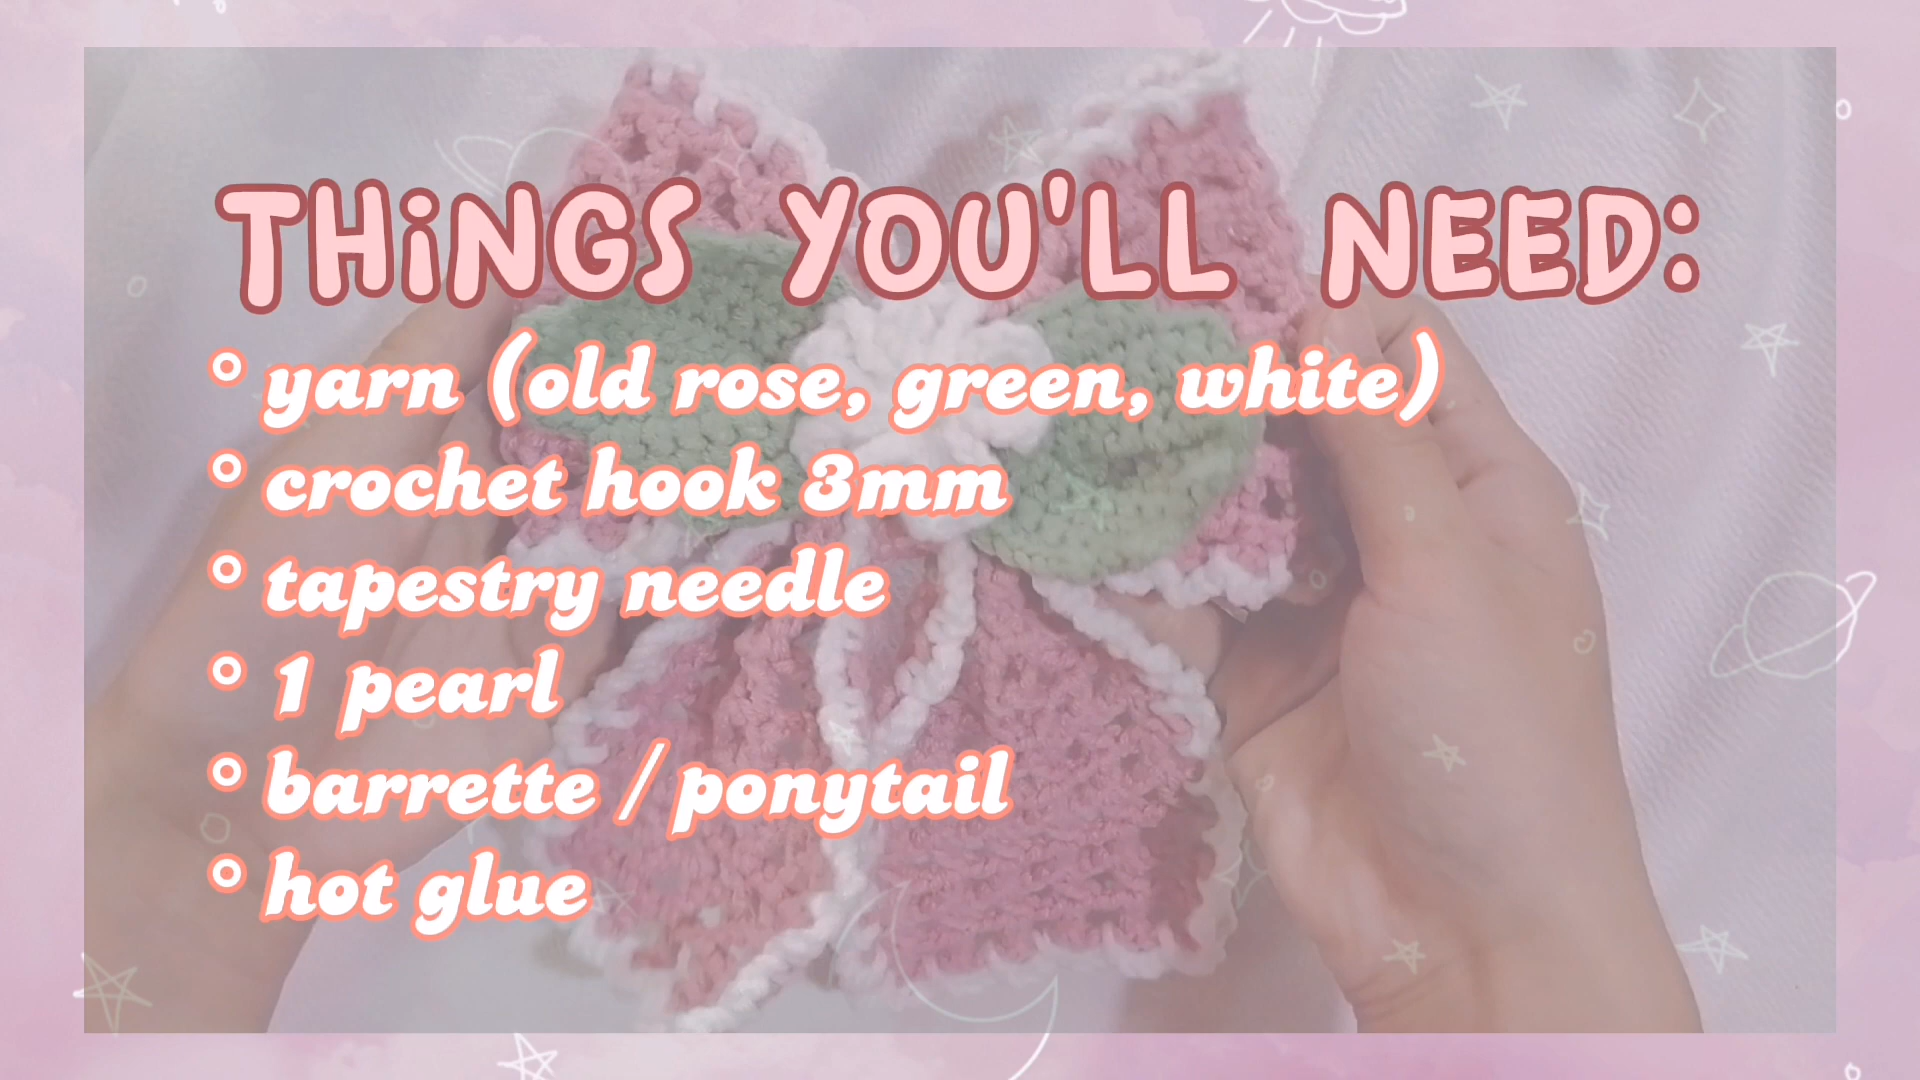 THiNGS YOU'LL NEED:
° yarn (old rose, green, white)
° crochet hook 3mm
° tapestry needle
° 1 pearl
° barrette / ponytail
° hot glue